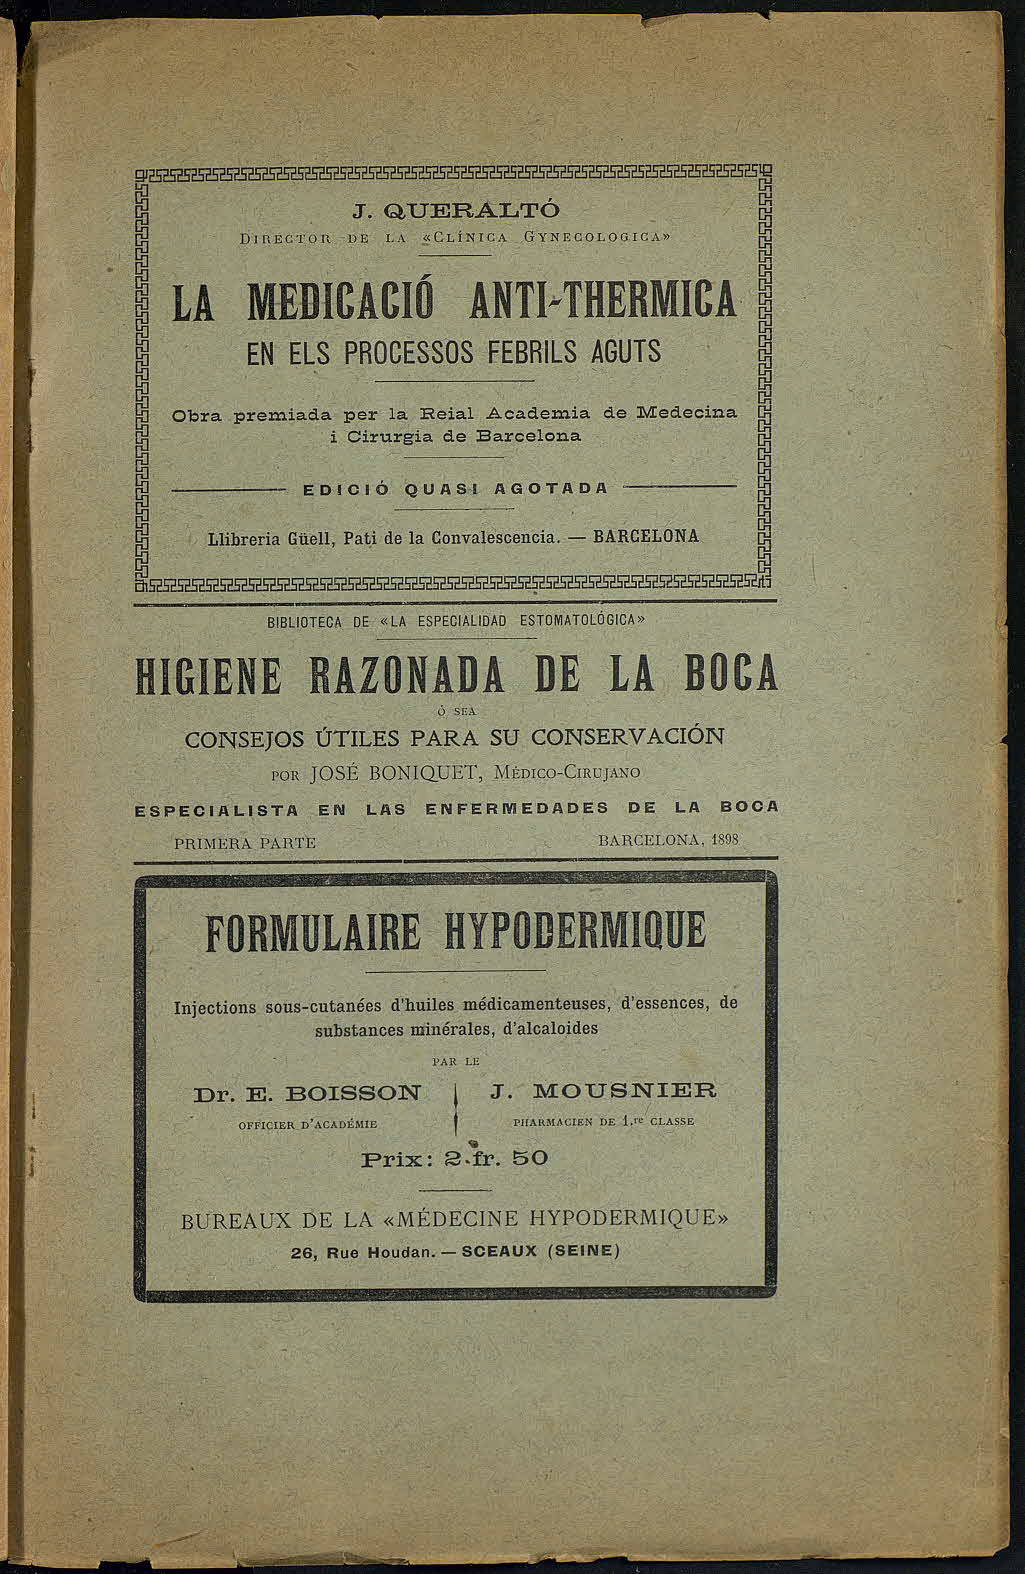 J. QUERALTÓ
DIRECTOR DE LA «CLÍNICA GYNECOLOGICA»
LA MEDICACIÓ ANTI-THERMICA
EN ELS PROCESSOS FEBRILS AGUTS
Obra premiada per la Reial Academia de Medecina
i Cirurgia de Barcelona
EDICIÓ QUASI AGOTADA
Llibreria Güell, Pati de la Convalescencia. — BARCELONA
BIBLIOTECA DE «LA ESPECIALIDAD ESTOMATOLÓGICA»
HIGIENE RAZONADA DE LA BOCA
Ó SEA
CONSEJOS ÚTILES PARA SU CONSERVACIÓN
POR JOSÉ BONIQUET, MÉDICO-CIRUJANO
ESPECIALISTA EN LAS ENFERMEDADES DE LA BOCA
PRIMERA PARTE BARCELONA, 1898
FORMULAIRE HYPODERMIQUE
Injections sous-cutanées d'huiles médicamenteuses, d'essences, de
substances minérales, d'alcaloides
PAR LE
Dr. E. BOISSON J. MOUSNIER
OFFICIER D'ACADÉMIE PHARMACIEN DE 1.re CLASSE
Prix: 2 fr. 50
BUREAUX DE LA «MÉDECINE HYPODERMIQUE»
26, Rue Houdan. — SCEAUX (SEINE)